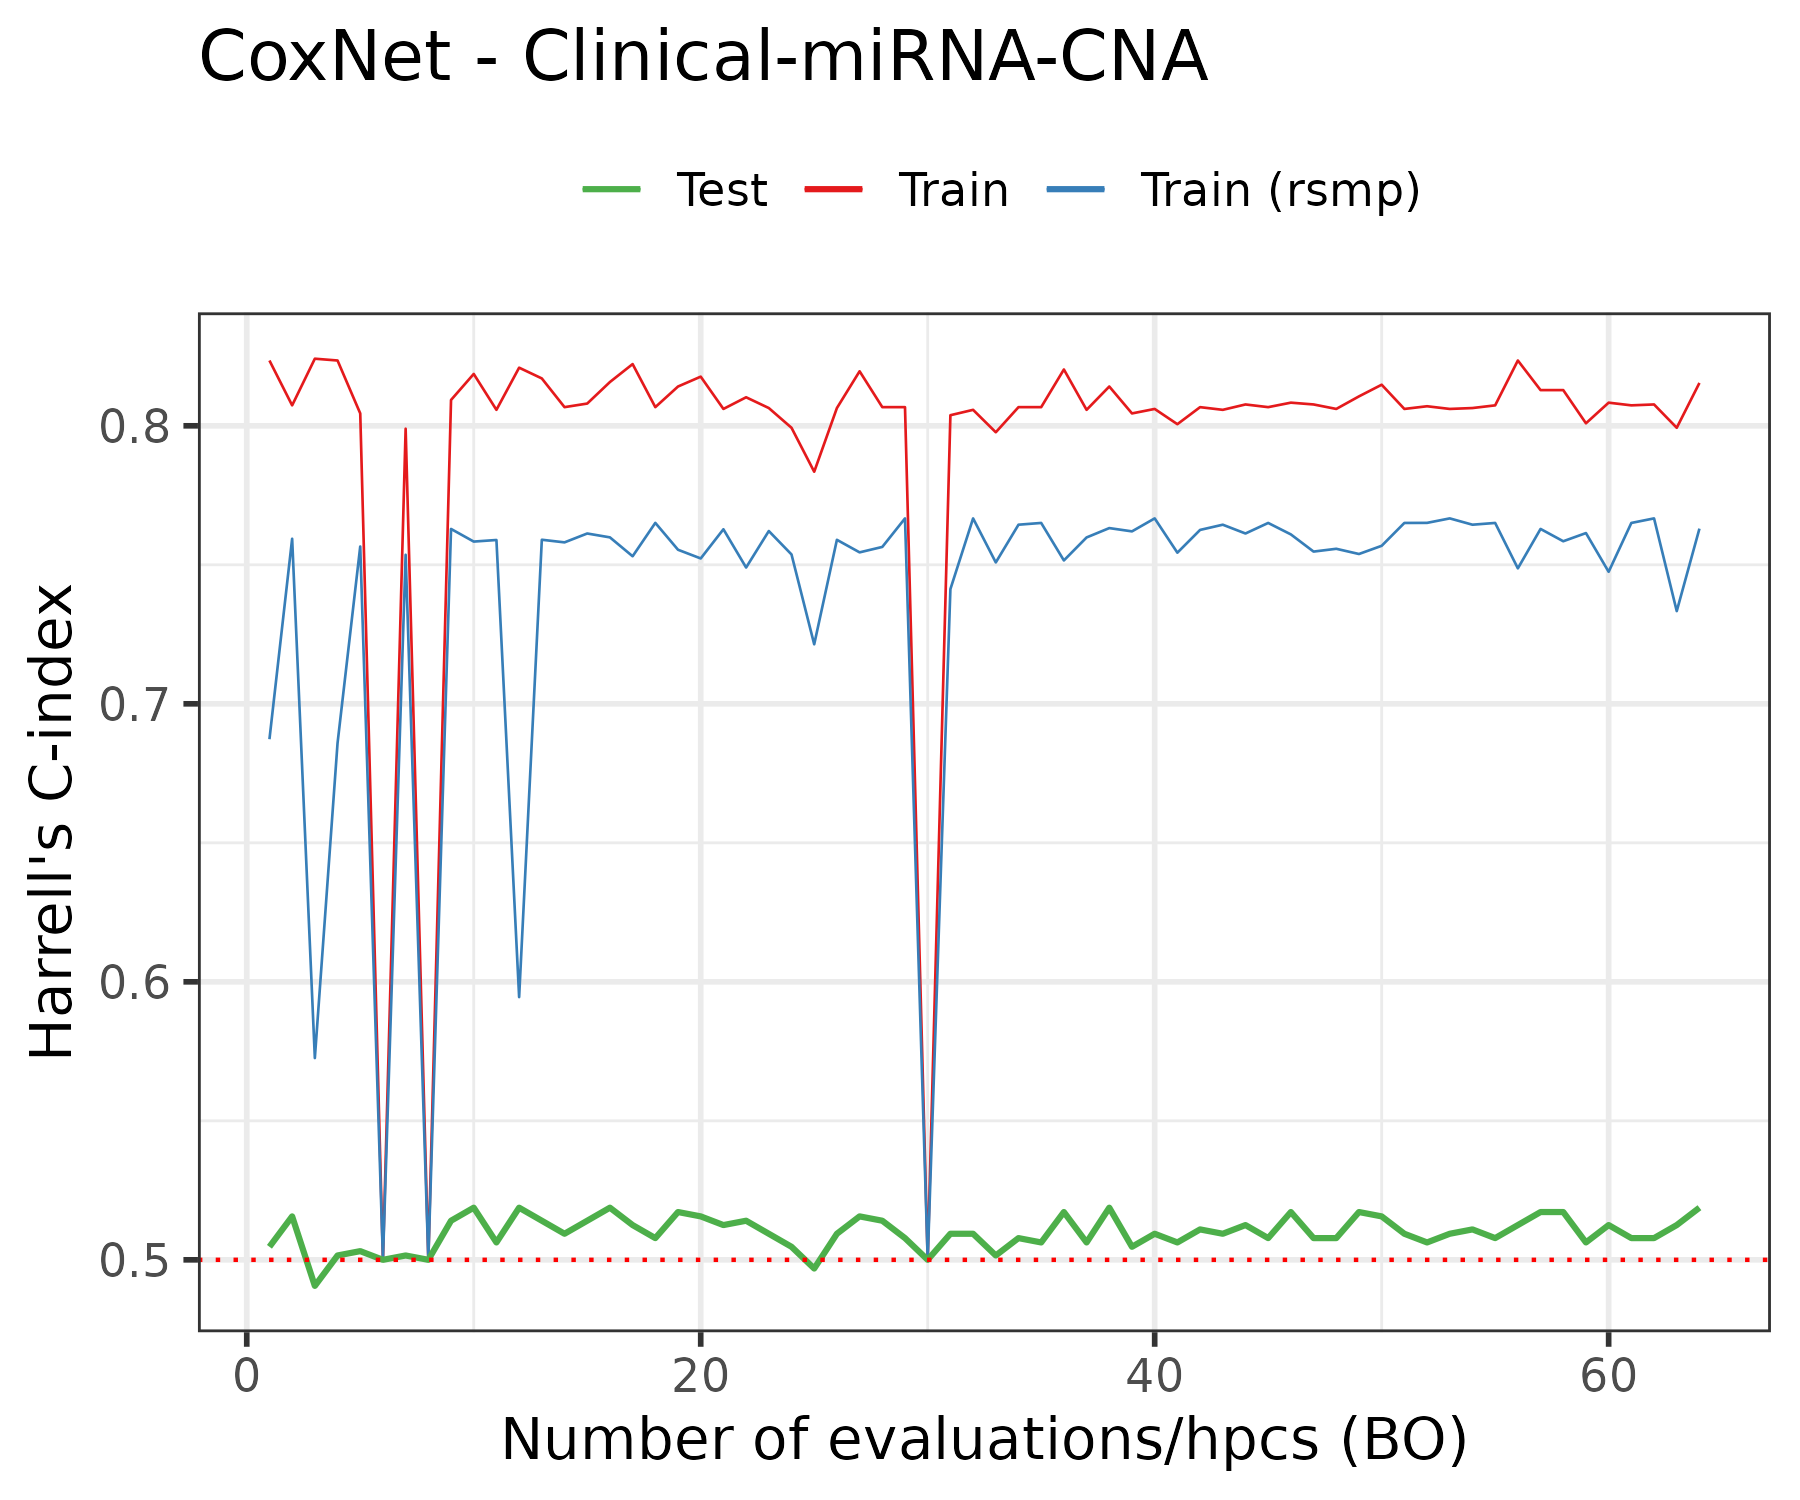 CoxNet - Clinical-miRNA-CNA
Test Train Train (rsmp)
Harrell's C-index
0.8
0.7
0.6
0.5
0 20 40 60
Number of evaluations/hpcs (BO)